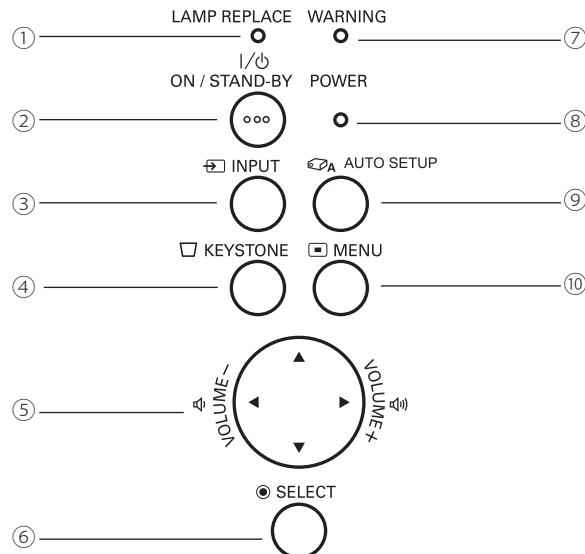 LAMP REPLACE WARNING
① ⑦
I/⏻
ON / STAND-BY POWER
② ⑧
INPUT A AUTO SETUP
③ ⑨
KEYSTONE MENU
④ ⑩
VOLUME− VOLUME+
⑤
SELECT
⑥